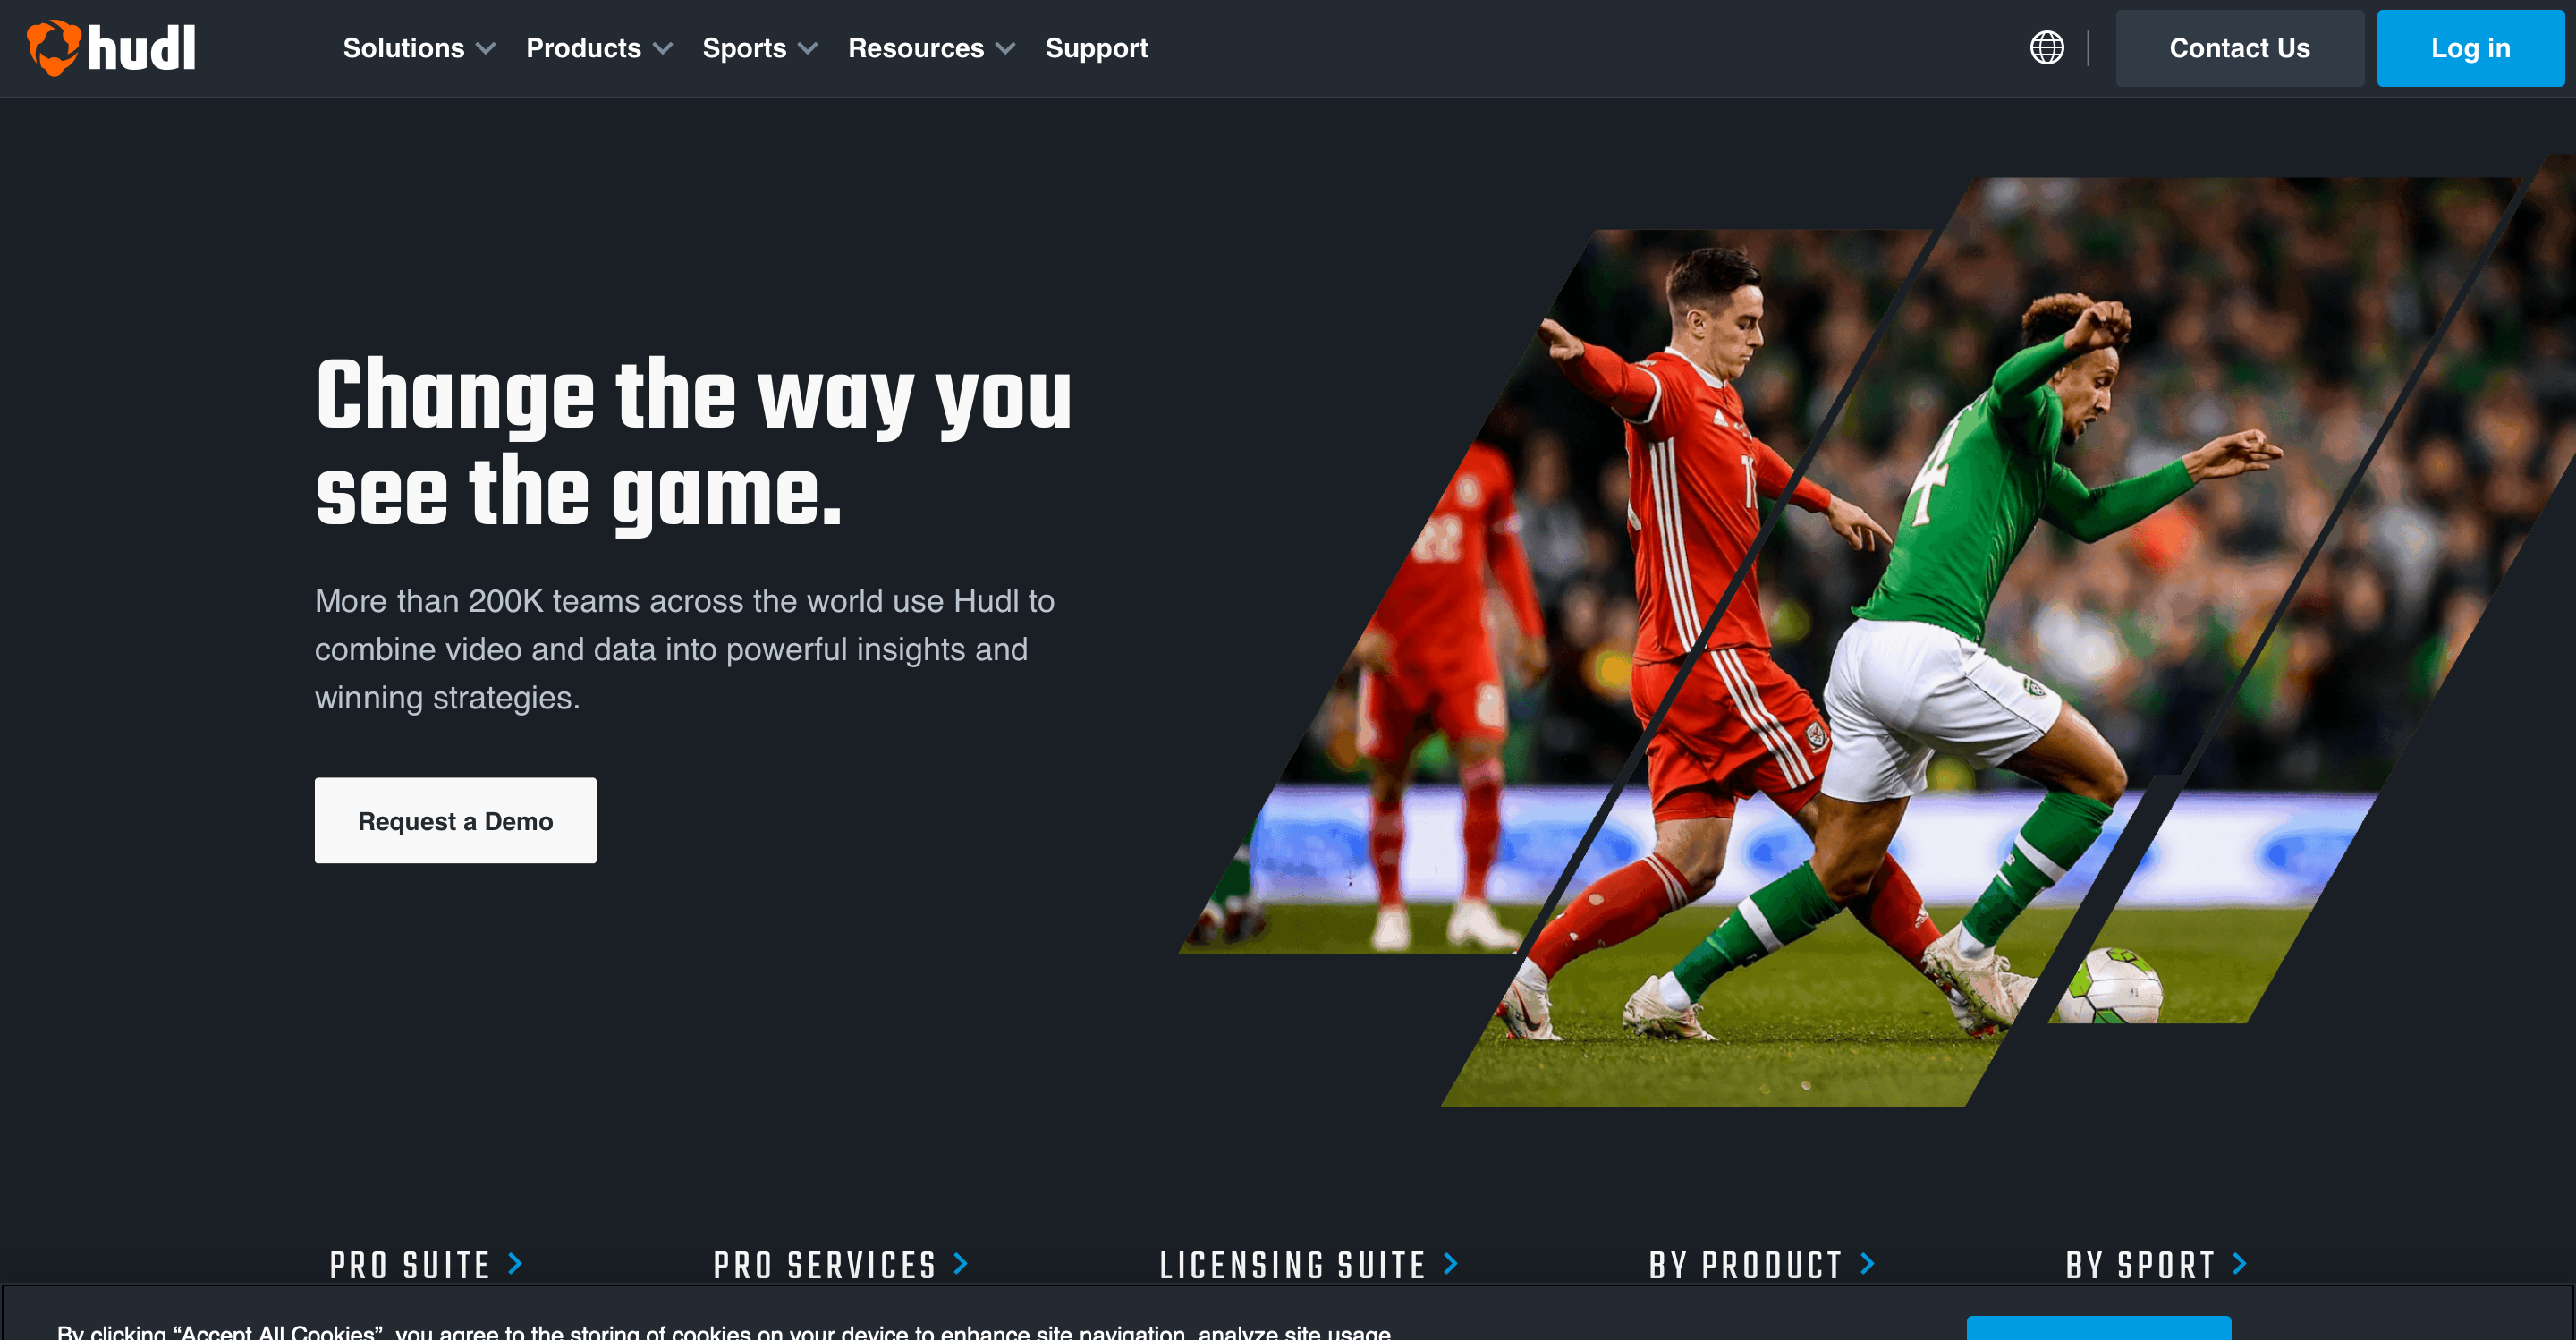 hudl
Solutions Products Sports Resources Support
Contact Us
Log in
Change the way you
see the game.
More than 200K teams across the world use Hudl to
combine video and data into powerful insights and
winning strategies.
Request a Demo
22
4
PRO SUITE
PRO SERVICES
LICENSING SUITE
BY PRODUCT
BY SPORT
By clicking “Accept All Cookies”, you agree to the storing of cookies on your device to enhance site navigation, analyze site usage,